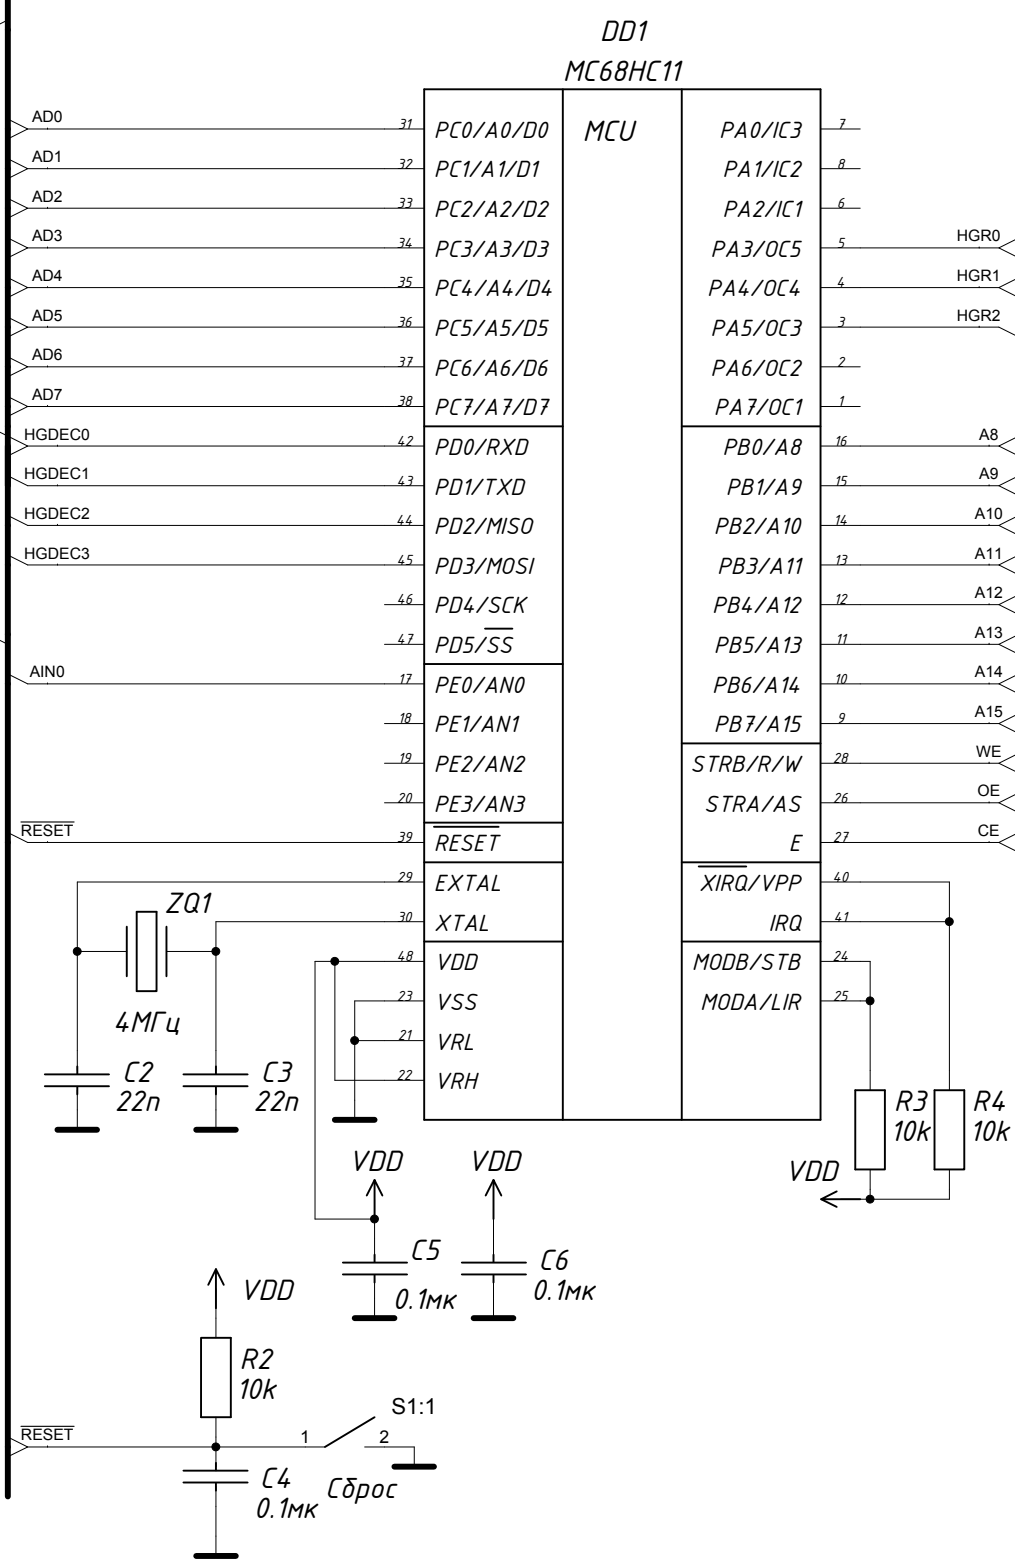 DD1
MC68HC11
MCU
AD0 31 PC0/A0/D0 PA0/IC3 7
AD1 32 PC1/A1/D1 PA1/IC2 8
AD2 33 PC2/A2/D2 PA2/IC1 6
AD3 34 PC3/A3/D3 PA3/OC5 5 HGR0
AD4 35 PC4/A4/D4 PA4/OC4 4 HGR1
AD5 36 PC5/A5/D5 PA5/OC3 3 HGR2
AD6 37 PC6/A6/D6 PA6/OC2 2
AD7 38 PC7/A7/D7 PA7/OC1 1
HGDEC0 42 PD0/RXD PB0/A8 16 A8
HGDEC1 43 PD1/TXD PB1/A9 15 A9
HGDEC2 44 PD2/MISO PB2/A10 14 A10
HGDEC3 45 PD3/MOSI PB3/A11 13 A11
46 PD4/SCK PB4/A12 12 A12
47 PD5/SS PB5/A13 11 A13
AIN0 17 PE0/AN0 PB6/A14 10 A14
18 PE1/AN1 PB7/A15 9 A15
19 PE2/AN2 STRB/R/W 28 WE
20 PE3/AN3 STRA/AS 26 OE
RESET 39 RESET E 27 CE
29 EXTAL XIRQ/VPP 40
ZQ1
30 XTAL IRQ 41
48 VDD MODB/STB 24
23 VSS MODA/LIR 25
4МГц
21 VRL
22 VRH
C2
22п
C3
22п
R3
10k
R4
10k
VDD
VDD
VDD
C5
0.1мк
C6
0.1мк
VDD
R2
10k
RESET
1
S1:1
2
C4
0.1мк
Сброс